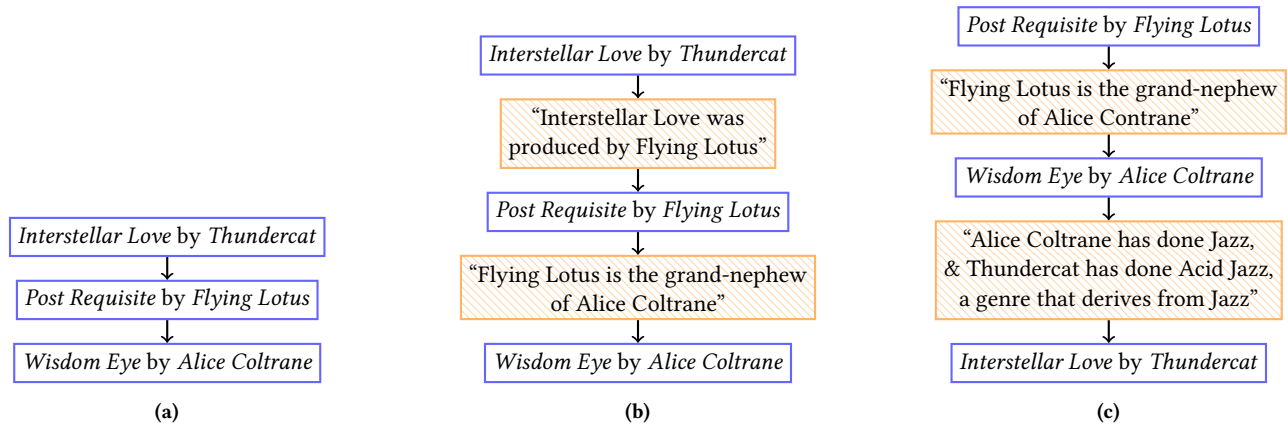 Interstellar Love by Thundercat
Post Requisite by Flying Lotus
Wisdom Eye by Alice Coltrane
(a)
Interstellar Love by Thundercat
“Interstellar Love was
produced by Flying Lotus”
Post Requisite by Flying Lotus
“Flying Lotus is the grand-nephew
of Alice Coltrane”
Wisdom Eye by Alice Coltrane
(b)
Post Requisite by Flying Lotus
“Flying Lotus is the grand-nephew
of Alice Contrane”
Wisdom Eye by Alice Coltrane
“Alice Coltrane has done Jazz,
& Thundercat has done Acid Jazz,
a genre that derives from Jazz”
Interstellar Love by Thundercat
(c)